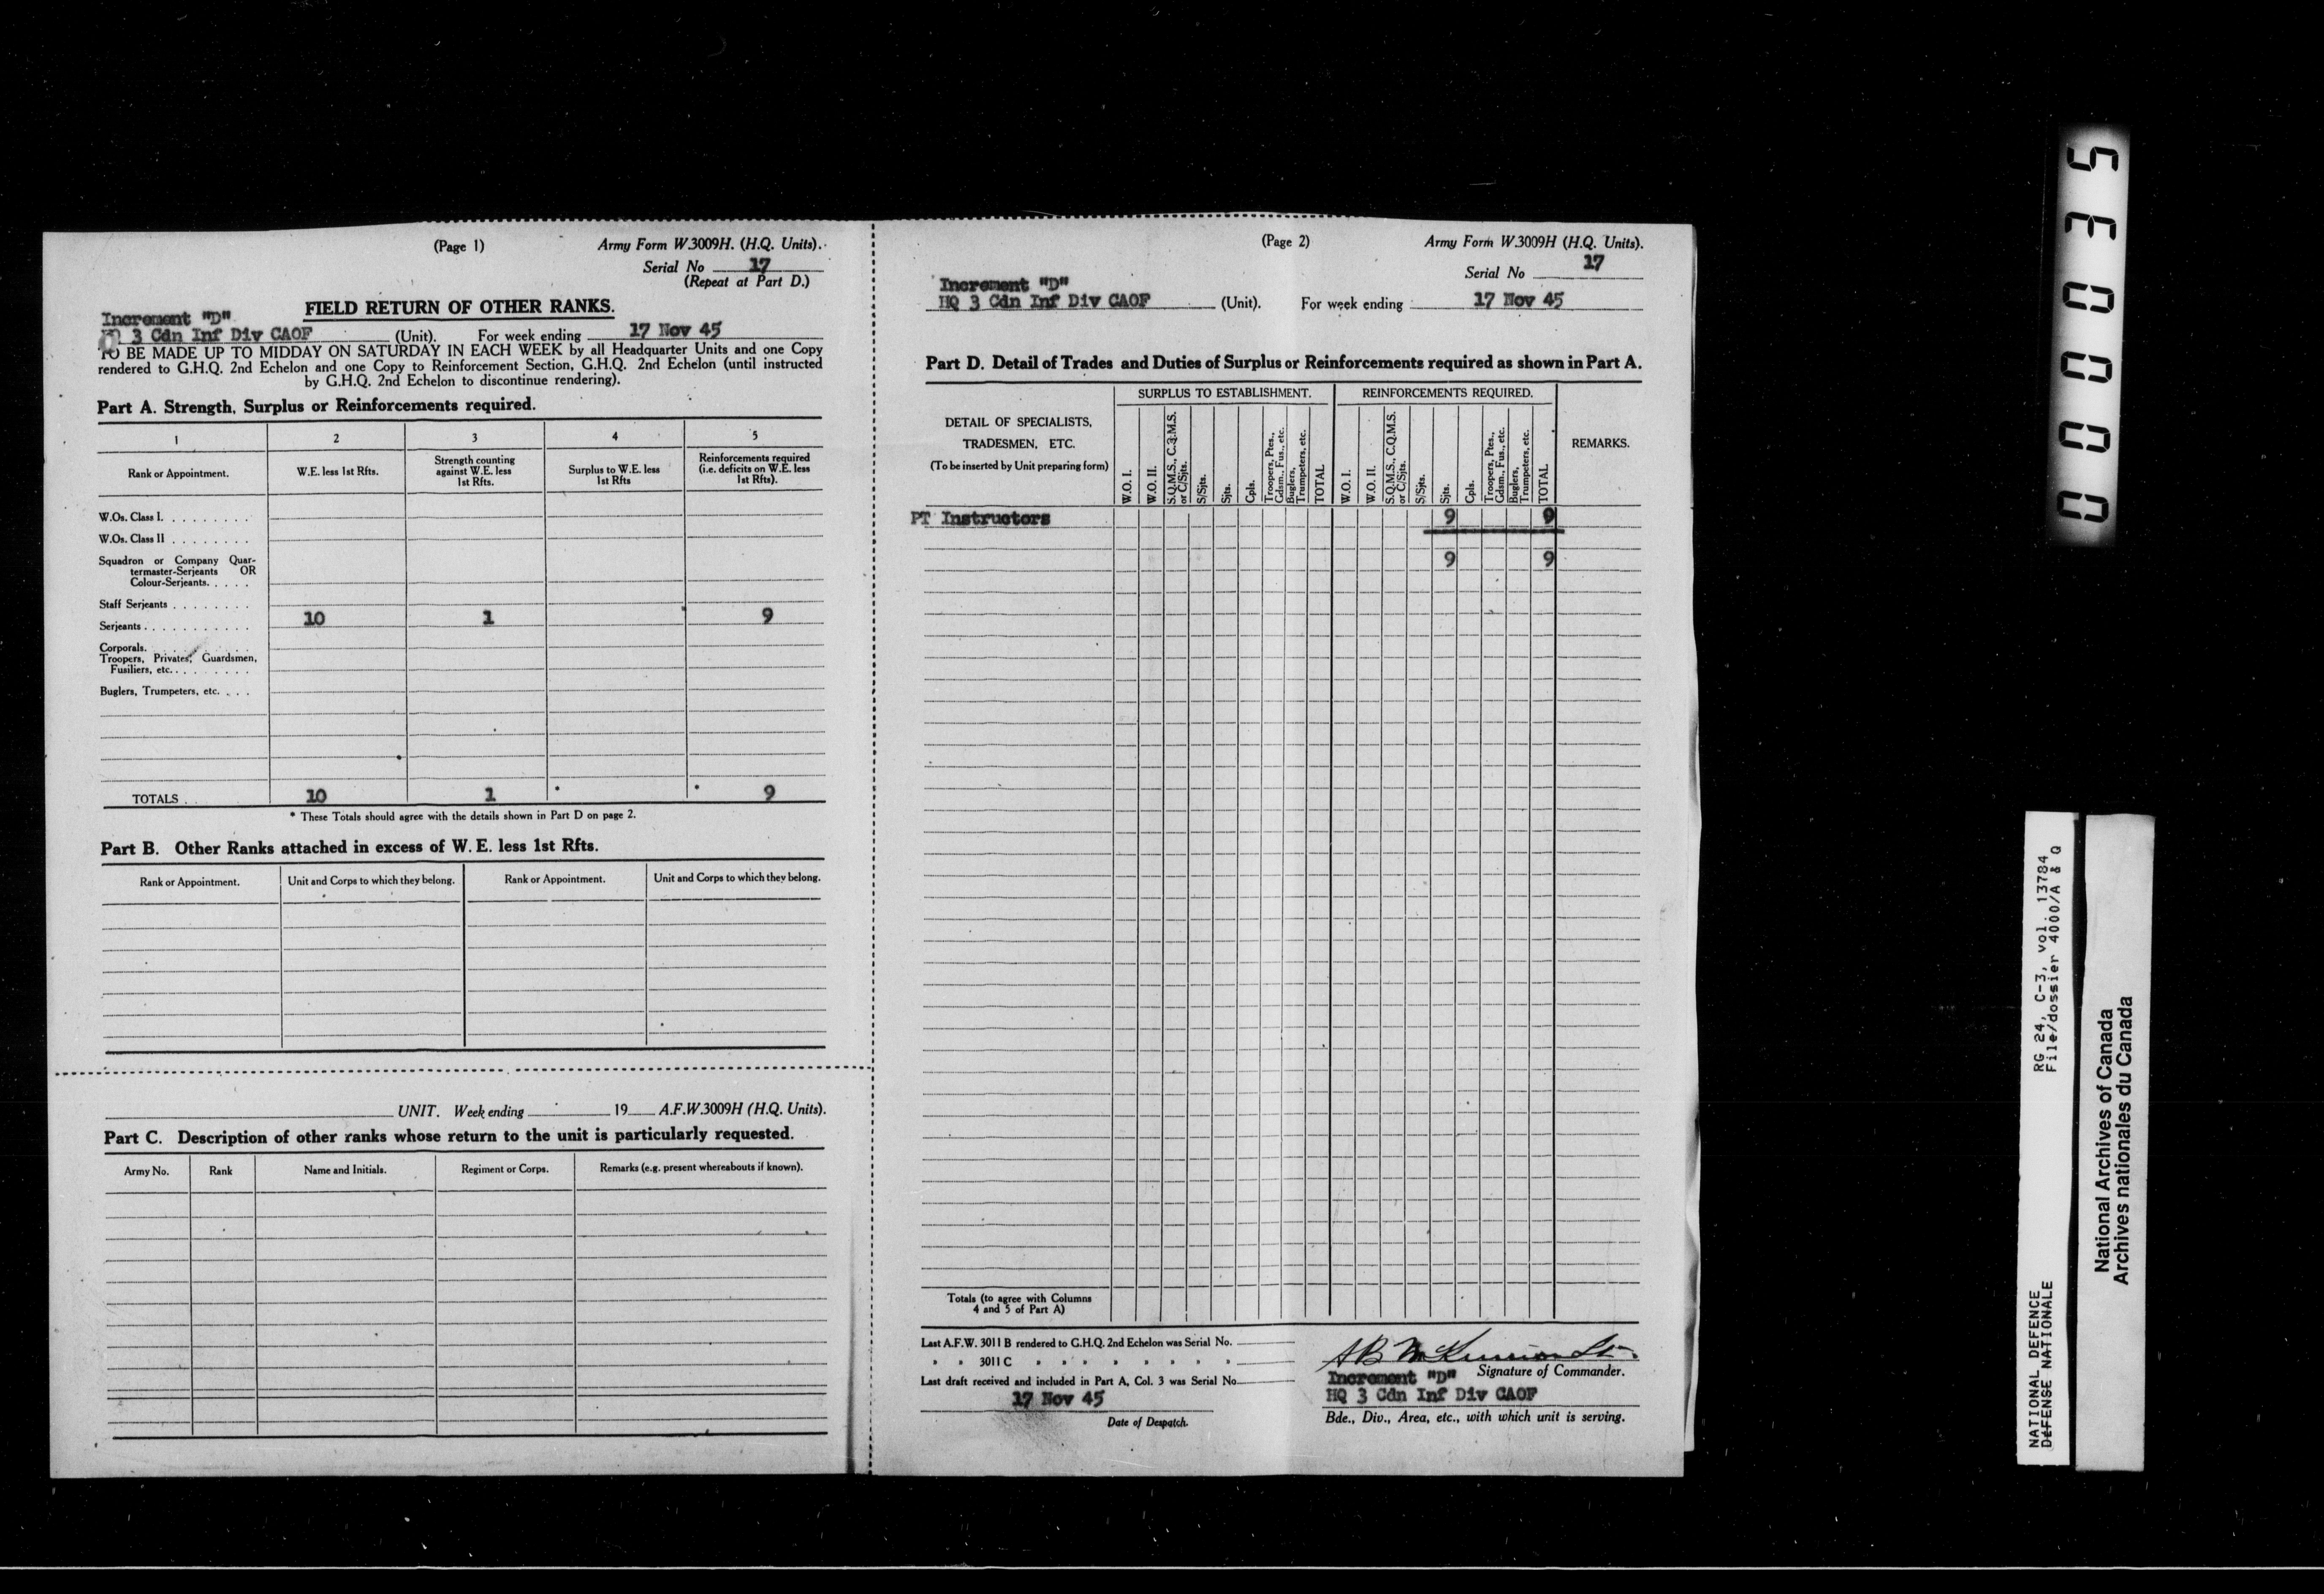 (Page 1)
Army Form W.3009H. (H.Q. Units).
Serial No 17
(Repeat at Part D.)
FIELD RETURN OF OTHER RANKS.
Increment "D"
HQ 3 Cdn Inf Div CAOF (Unit). For week ending 17 Nov 45
TO BE MADE UP TO MIDDAY ON SATURDAY IN EACH WEEK by all Headquarter Units and one Copy
rendered to G.H.Q. 2nd Echelon and one Copy to Reinforcement Section, G.H.Q. 2nd Echelon (until instructed
by G.H.Q. 2nd Echelon to discontinue rendering).
Part A. Strength, Surplus or Reinforcements required.
1 2 3 4 5
Rank or Appointment.
W.E. less 1st Rfts.
Strength counting
against W.E. less
1st Rfts.
Surplus to W.E. less
1st Rfts
Reinforcements required
(i.e. deficits on W.E. less
1st Rfts).
W.Os. Class I. . . . . . . . .
W.Os. Class II . . . . . . . .
Squadron or Company Quar-
termaster-Serjeants OR
Colour-Serjeants. . . . .
Staff Serjeants . . . . . . . .
Serjeants . . . . . . . . . . . 10 1 9
Corporals. . . . . . . . . .
Troopers, Privates, Guardsmen,
Fusiliers, etc. . . . . . . .
Buglers, Trumpeters, etc. . . .
TOTALS . . 10 1 * * 9
* These Totals should agree with the details shown in Part D on page 2.
Part B. Other Ranks attached in excess of W. E. less 1st Rfts.
Rank or Appointment. Unit and Corps to which they belong. Rank or Appointment. Unit and Corps to which they belong.
UNIT. Week ending 19 A.F.W.3009H (H.Q. Units).
Part C. Description of other ranks whose return to the unit is particularly requested.
Army No. Rank Name and Initials. Regiment or Corps. Remarks (e.g. present whereabouts if known).
(Page 2)
Army Form W.3009H (H.Q. Units).
Serial No 17
Increment "D"
HQ 3 Cdn Inf Div CAOF (Unit). For week ending 17 Nov 45
Part D. Detail of Trades and Duties of Surplus or Reinforcements required as shown in Part A.
DETAIL OF SPECIALISTS,
TRADESMEN, ETC.
(To be inserted by Unit preparing form)
SURPLUS TO ESTABLISHMENT.
W.O. I.
W.O. II.
S.Q.M.S., C.Q.M.S.
or C/Sjts.
S/Sjts.
Sjts.
Cpls.
Troopers, Ptes.,
Gdsm., Fus., etc.
Buglers,
Trumpeters, etc.
TOTAL
REINFORCEMENTS REQUIRED.
W.O. I.
W.O. II.
S.Q.M.S., C.Q.M.S.
or C/Sjts.
S/Sjts.
Sjts.
Cpls.
Troopers, Ptes.,
Gdsm., Fus., etc.
Buglers,
Trumpeters, etc.
TOTAL
REMARKS.
PT Instructors 9 9
9 9
Totals (to agree with Columns
4 and 5 of Part A)
Last A.F.W. 3011 B rendered to G.H.Q. 2nd Echelon was Serial No.
" " 3011 C " " " " " " " "
Last draft received and included in Part A, Col. 3 was Serial No.
17 Nov 45
Date of Despatch.
Signature of Commander.
Increment "D"
HQ 3 Cdn Inf Div CAOF
Bde., Div., Area, etc., with which unit is serving.
000035
RG 24, C-3, vol. 13784
File/dossier 4000/A & Q
NATIONAL DEFENCE
DÉFENSE NATIONALE
National Archives of Canada
Archives nationales du Canada